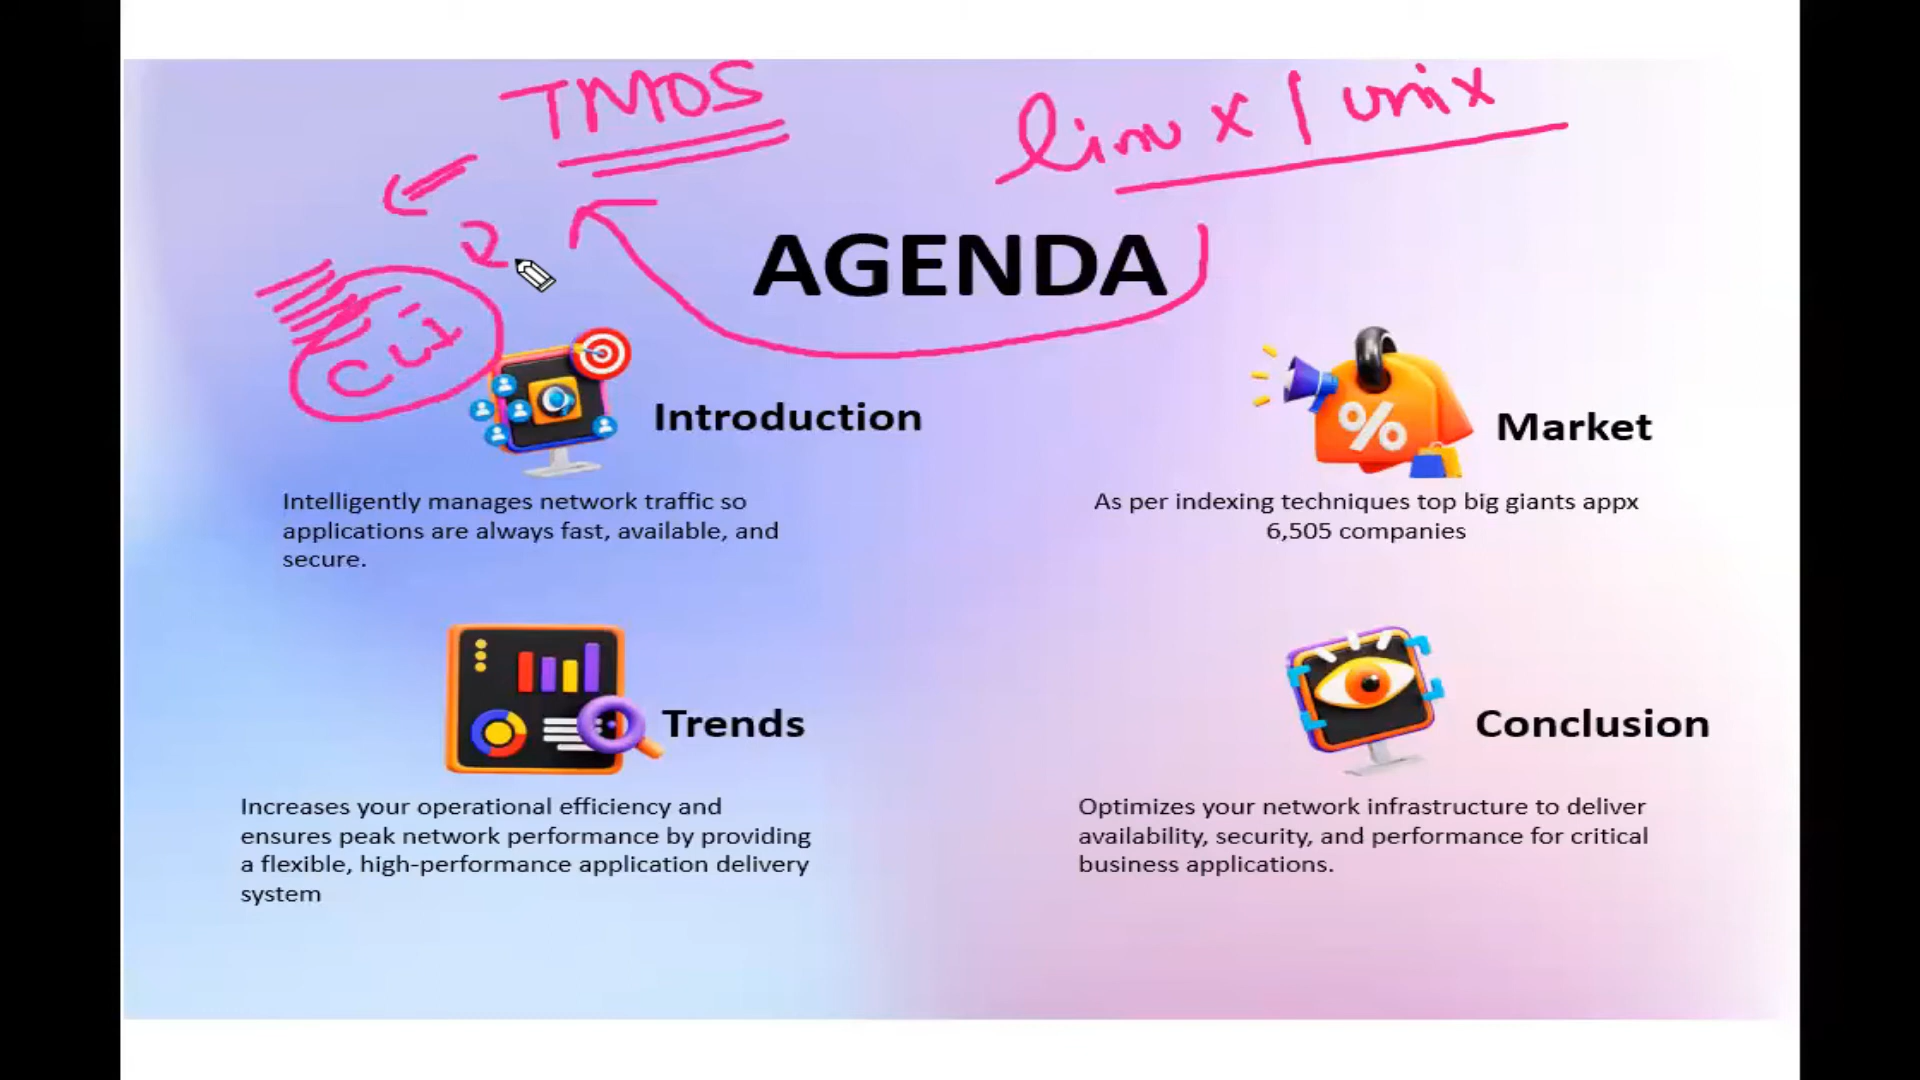 TMOS
linux / unix
2
AGENDA
CLI
Introduction
Intelligently manages network traffic so
applications are always fast, available, and
secure.
Market
As per indexing techniques top big giants appx
6,505 companies
%
Trends
Increases your operational efficiency and
ensures peak network performance by providing
a flexible, high-performance application delivery
system
Conclusion
Optimizes your network infrastructure to deliver
availability, security, and performance for critical
business applications.